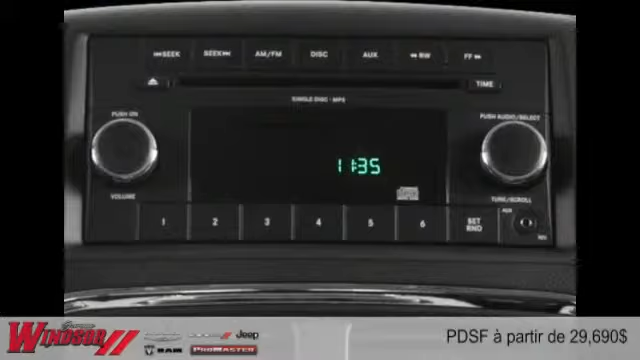 ⏮SEEK SEEK⏭ AM/FM DISC AUX ◀◀RW FF▶▶
TIME
SINGLE DISC - MP3
PUSH-ON
PUSH AUDIO/SELECT
11:35
VOLUME
TUNE/SCROLL
1 2 3 4 5 6 SET RND AUX
WINDSOR
Jeep
RAM PROMASTER
PDSF à partir de 29,690$